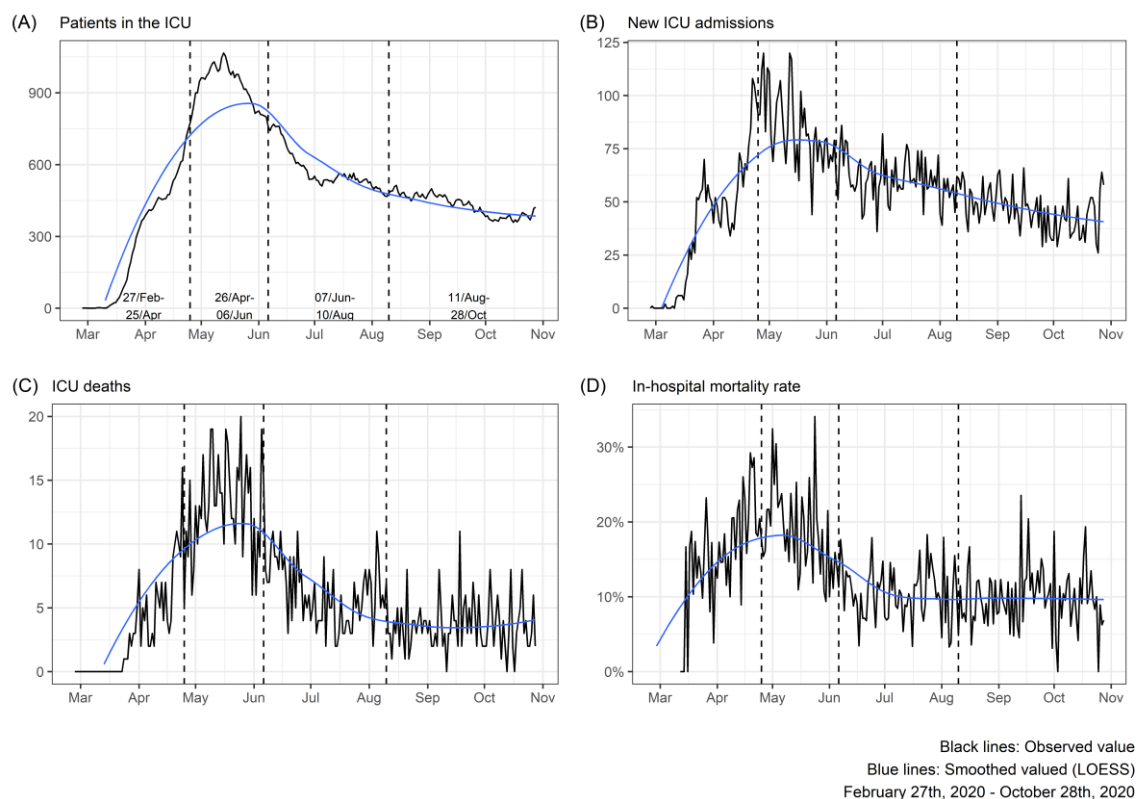 (A) Patients in the ICU
900
600
300
0
27/Feb-
25/Apr
26/Apr-
06/Jun
07/Jun-
10/Aug
11/Aug-
28/Oct
Mar Apr May Jun Jul Aug Sep Oct Nov
(B) New ICU admissions
125
100
75
50
25
0
Mar Apr May Jun Jul Aug Sep Oct Nov
(C) ICU deaths
20
15
10
5
0
Mar Apr May Jun Jul Aug Sep Oct Nov
(D) In-hospital mortality rate
30%
20%
10%
0%
Mar Apr May Jun Jul Aug Sep Oct Nov
Black lines: Observed value
Blue lines: Smoothed valued (LOESS)
February 27th, 2020 - October 28th, 2020